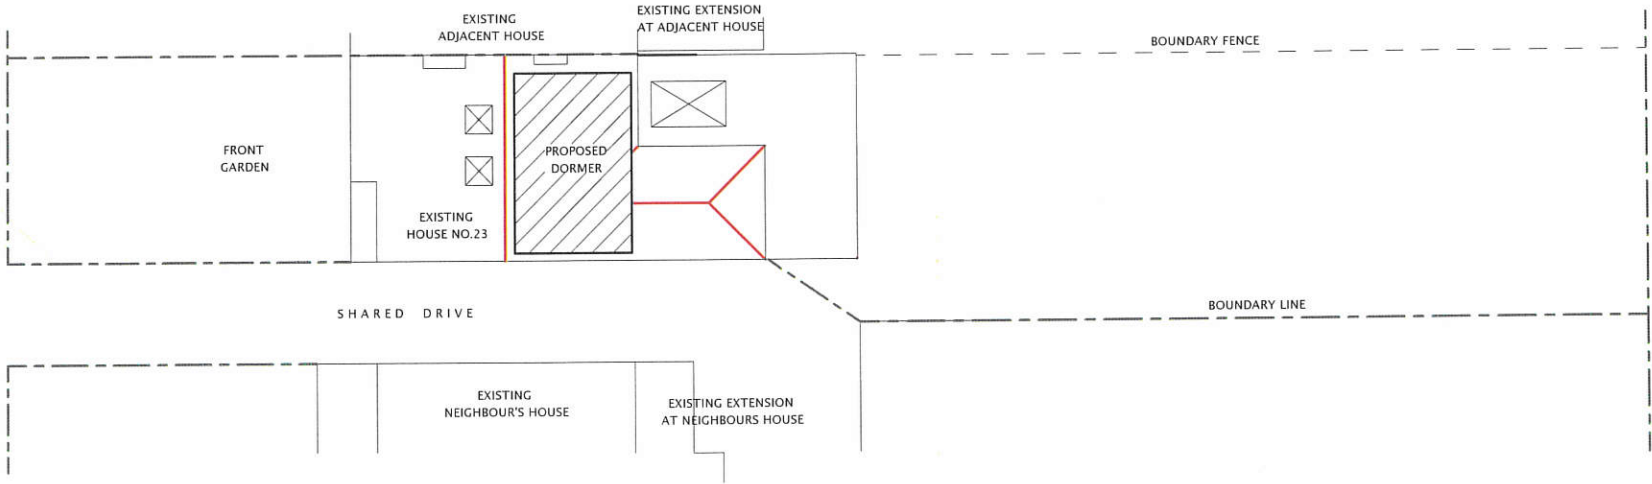 EXISTING
ADJACENT HOUSE
EXISTING EXTENSION
AT ADJACENT HOUSE
BOUNDARY FENCE
FRONT
GARDEN
PROPOSED
DORMER
EXISTING
HOUSE NO.23
SHARED DRIVE
BOUNDARY LINE
EXISTING
NEIGHBOUR'S HOUSE
EXISTING EXTENSION
AT NEIGHBOURS HOUSE